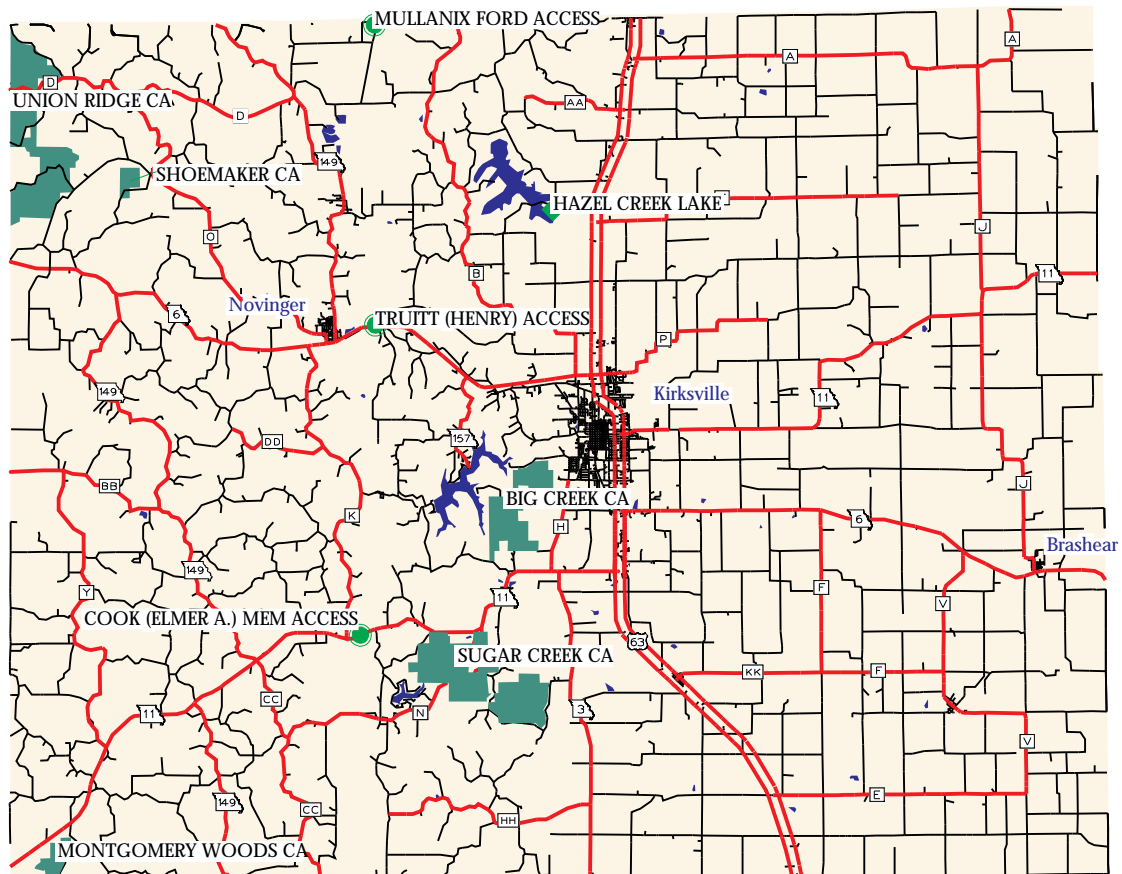 MULLANIX FORD ACCESS
A
A
D
UNION RIDGE CA
AA
D
149
SHOEMAKER CA
HAZEL CREEK LAKE
J
O
B
11
Novinger
6
TRUITT (HENRY) ACCESS
P
149
Kirksville
11
DD
157
BB
J
BIG CREEK CA
K
6
H
Brashear
149
Y
F
11
V
COOK (ELMER A.) MEM ACCESS
63
SUGAR CREEK CA
KK
F
CC
11
N
3
V
149
E
CC
HH
MONTGOMERY WOODS CA